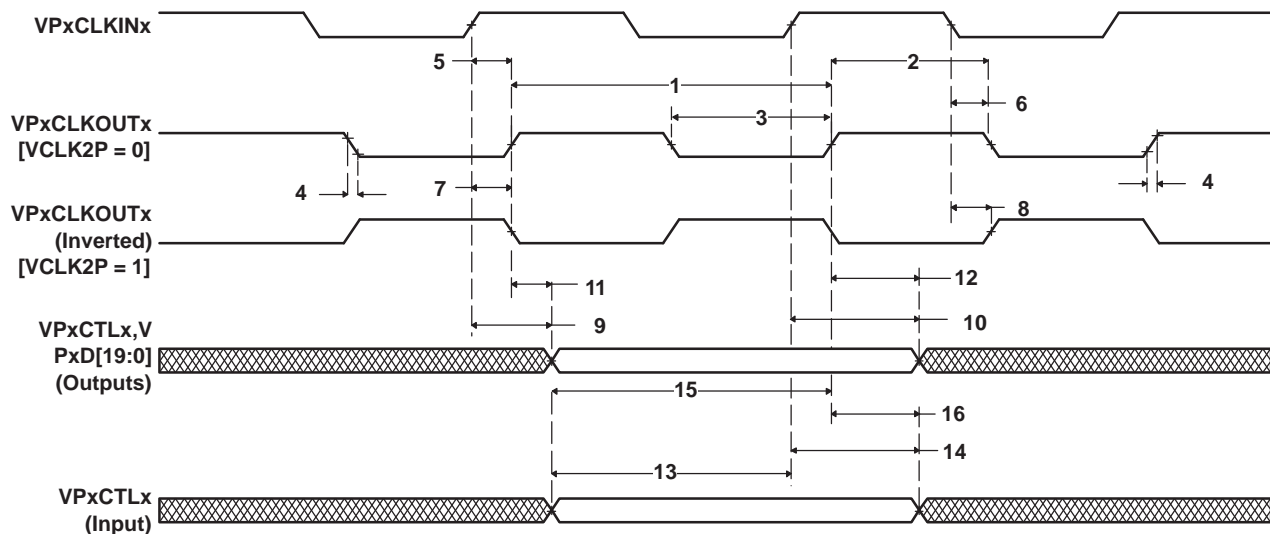 VPxCLKINx
5
2
1
6
VPxCLKOUTx
[VCLK2P = 0]
3
4
7
4
VPxCLKOUTx
(Inverted)
[VCLK2P = 1]
8
11
12
9
10
VPxCTLx,V
PxD[19:0]
(Outputs)
15
16
14
13
VPxCTLx
(Input)